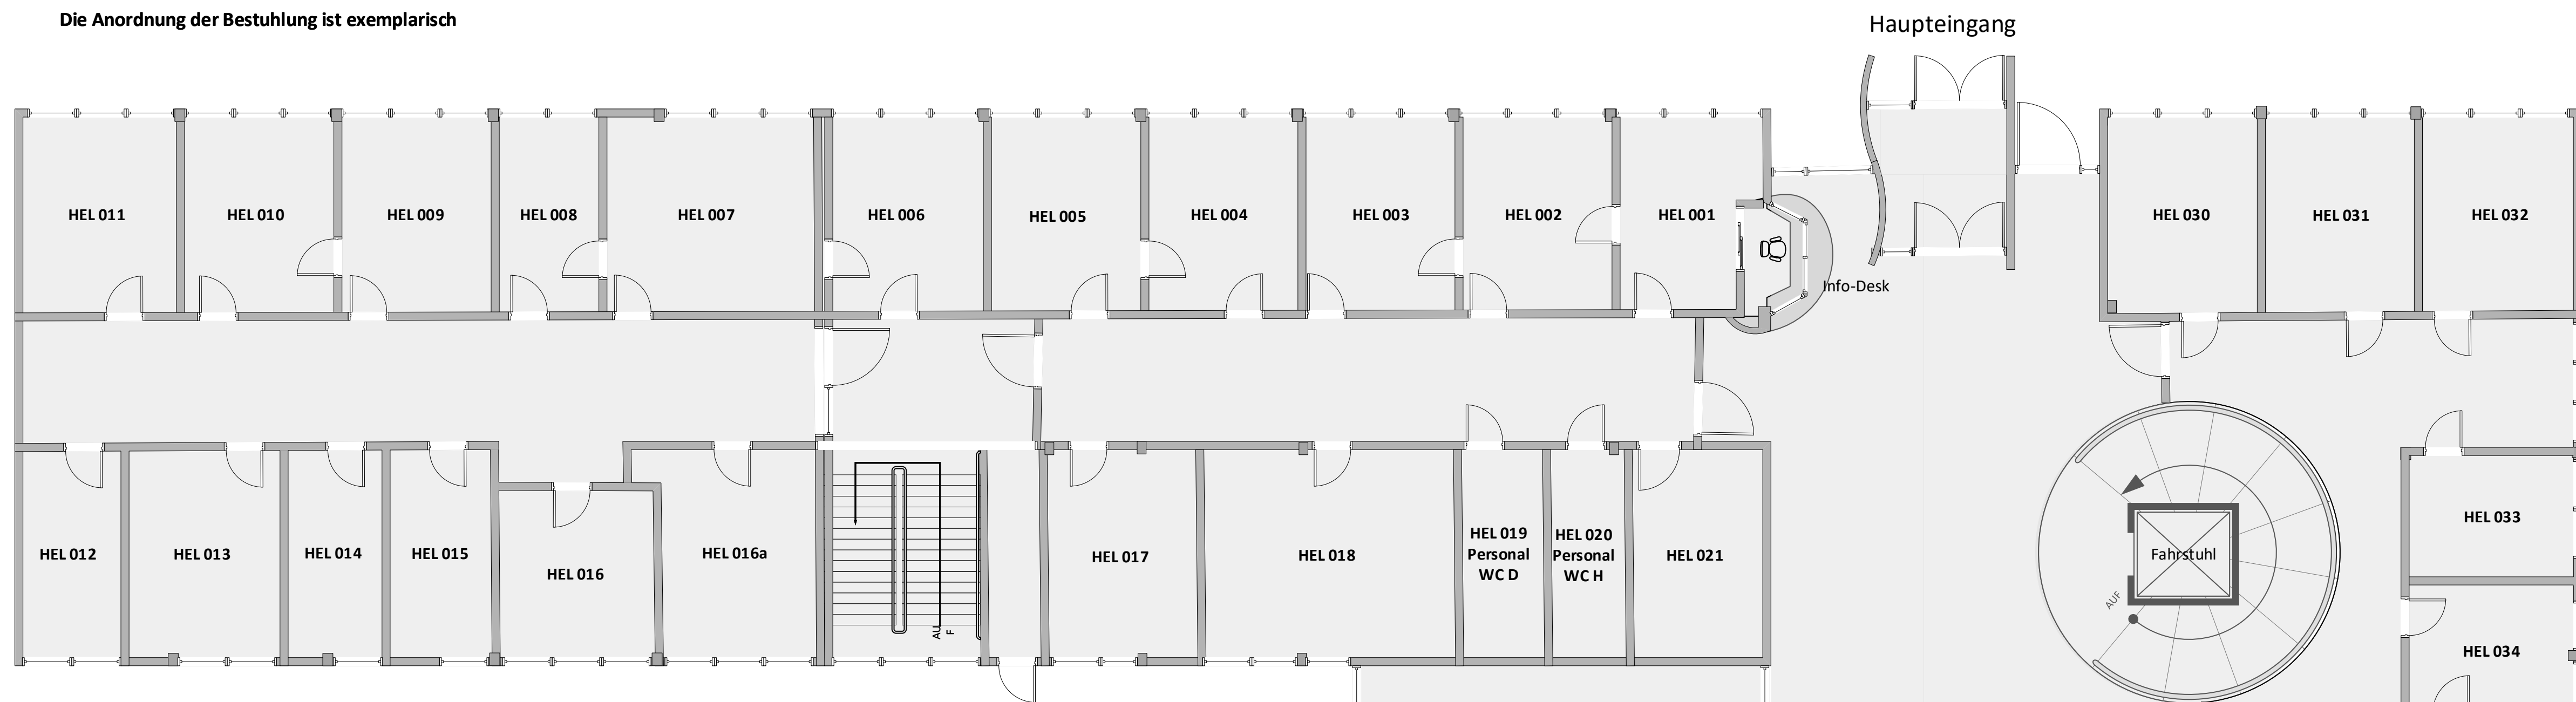 Die Anordnung der Bestuhlung ist exemplarisch
Haupteingang
HEL 011
HEL 010
HEL 009
HEL 008
HEL 007
HEL 006
HEL 005
HEL 004
HEL 003
HEL 002
HEL 001
HEL 030
HEL 031
HEL 032
Info-Desk
HEL 012
HEL 013
HEL 014
HEL 015
HEL 016
HEL 016a
AU
F
HEL 017
HEL 018
HEL 019
Personal
WC D
HEL 020
Personal
WC H
HEL 021
Fahrstuhl
AUF
HEL 033
HEL 034